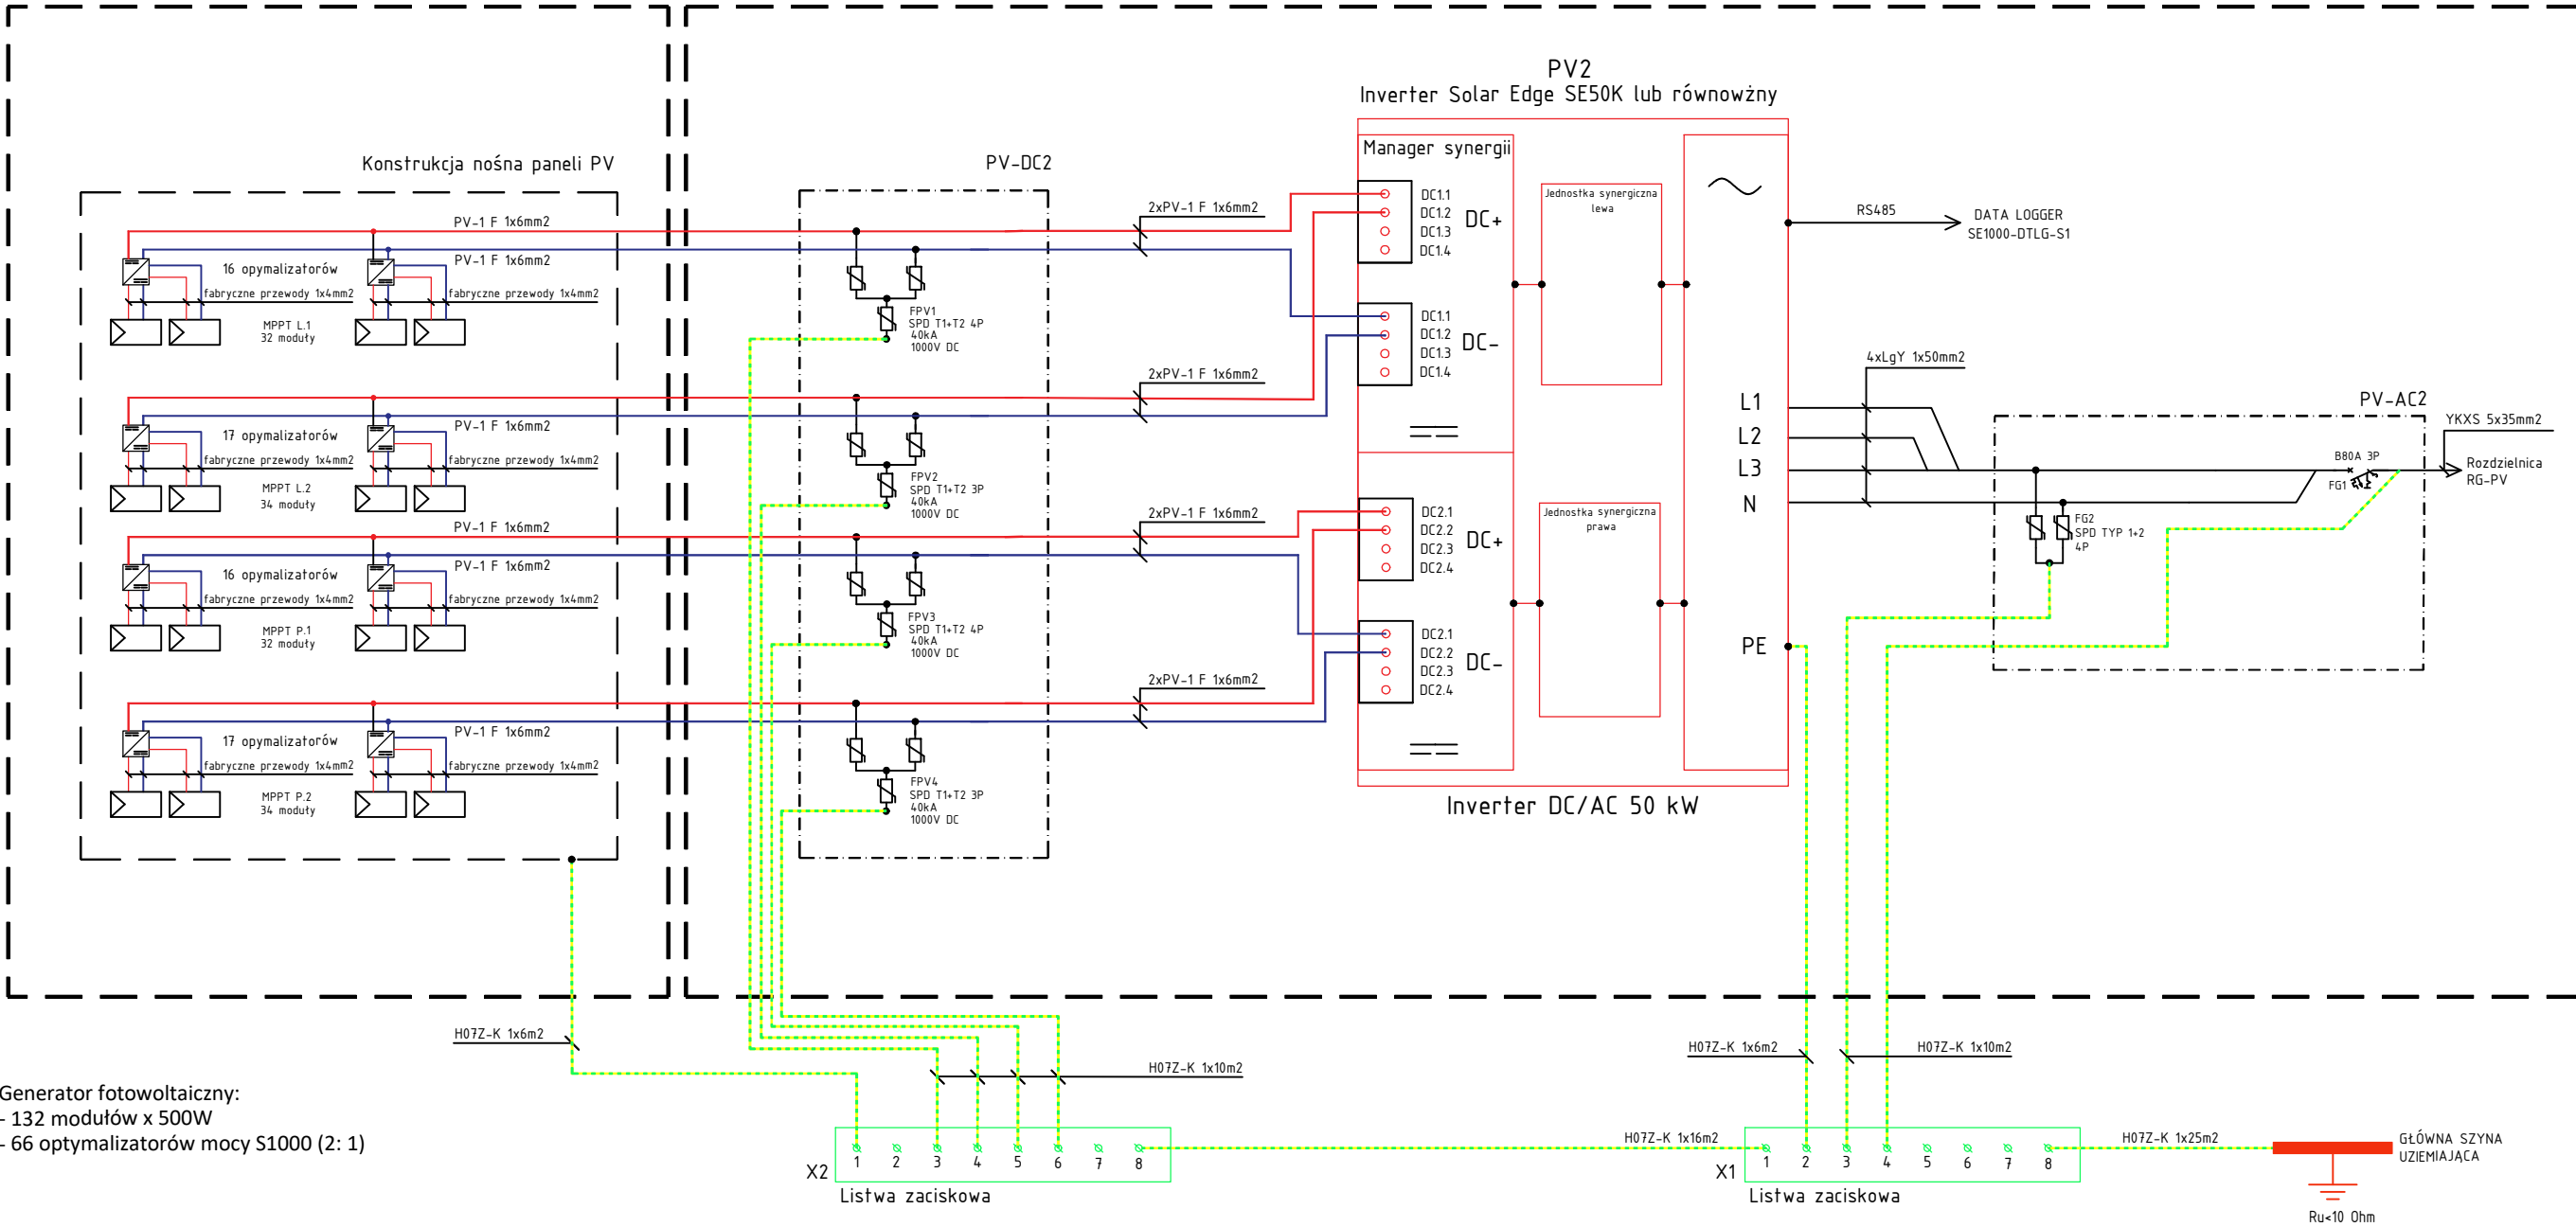 PV2
Inverter Solar Edge SE50K lub równowżny
Konstrukcja nośna paneli PV
PV-1 F 1x6mm2
PV-1 F 1x6mm2
16 opymalizatorów
fabryczne przewody 1x4mm2
fabryczne przewody 1x4mm2
MPPT L.1
32 moduły
17 opymalizatorów
PV-1 F 1x6mm2
fabryczne przewody 1x4mm2
fabryczne przewody 1x4mm2
MPPT L.2
34 moduły
PV-1 F 1x6mm2
PV-1 F 1x6mm2
16 opymalizatorów
fabryczne przewody 1x4mm2
fabryczne przewody 1x4mm2
MPPT P.1
32 moduły
17 opymalizatorów
PV-1 F 1x6mm2
fabryczne przewody 1x4mm2
fabryczne przewody 1x4mm2
MPPT P.2
34 moduły
PV-DC2
FPV1
SPD T1+T2 4P
40kA
1000V DC
FPV2
SPD T1+T2 3P
40kA
1000V DC
FPV3
SPD T1+T2 4P
40kA
1000V DC
FPV4
SPD T1+T2 3P
40kA
1000V DC
2xPV-1 F 1x6mm2
2xPV-1 F 1x6mm2
2xPV-1 F 1x6mm2
2xPV-1 F 1x6mm2
Manager synergii
DC1.1
DC1.2
DC1.3
DC1.4
DC+
DC1.1
DC1.2
DC1.3
DC1.4
DC-
DC2.1
DC2.2
DC2.3
DC2.4
DC+
DC2.1
DC2.2
DC2.3
DC2.4
DC-
Jednostka synergiczna
lewa
Jednostka synergiczna
prawa
L1
L2
L3
N
PE
Inverter DC/AC 50 kW
RS485
DATA LOGGER
SE1000-DTLG-S1
4xLgY 1x50mm2
PV-AC2
YKXS 5x35mm2
B80A 3P
FG1
Rozdzielnica
RG-PV
FG2
SPD TYP 1+2
4P
H07Z-K 1x6m2
H07Z-K 1x10m2
H07Z-K 1x6m2
H07Z-K 1x10m2
Generator fotowoltaiczny:
- 132 modułów x 500W
- 66 optymalizatorów mocy S1000 (2: 1)
X2
1 2 3 4 5 6 7 8
Listwa zaciskowa
H07Z-K 1x16m2
X1
1 2 3 4 5 6 7 8
Listwa zaciskowa
H07Z-K 1x25m2
GŁÓWNA SZYNA
UZIEMIAJĄCA
Ru<10 Ohm